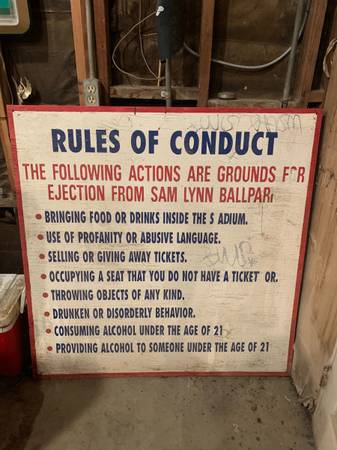 RULES OF CONDUCT
THE FOLLOWING ACTIONS ARE GROUNDS F R
EJECTION FROM SAM LYNN BALLPAR
• BRINGING FOOD OR DRINKS INSIDE THE S ADIUM.
• USE OF PROFANITY OR ABUSIVE LANGUAGE.
• SELLING OR GIVING AWAY TICKETS.
• OCCUPYING A SEAT THAT YOU DO NOT HAVE A TICKET OR.
• THROWING OBJECTS OF ANY KIND.
• DRUNKEN OR DISORDERLY BEHAVIOR.
• CONSUMING ALCOHOL UNDER THE AGE OF 21
• PROVIDING ALCOHOL TO SOMEONE UNDER THE AGE OF 21